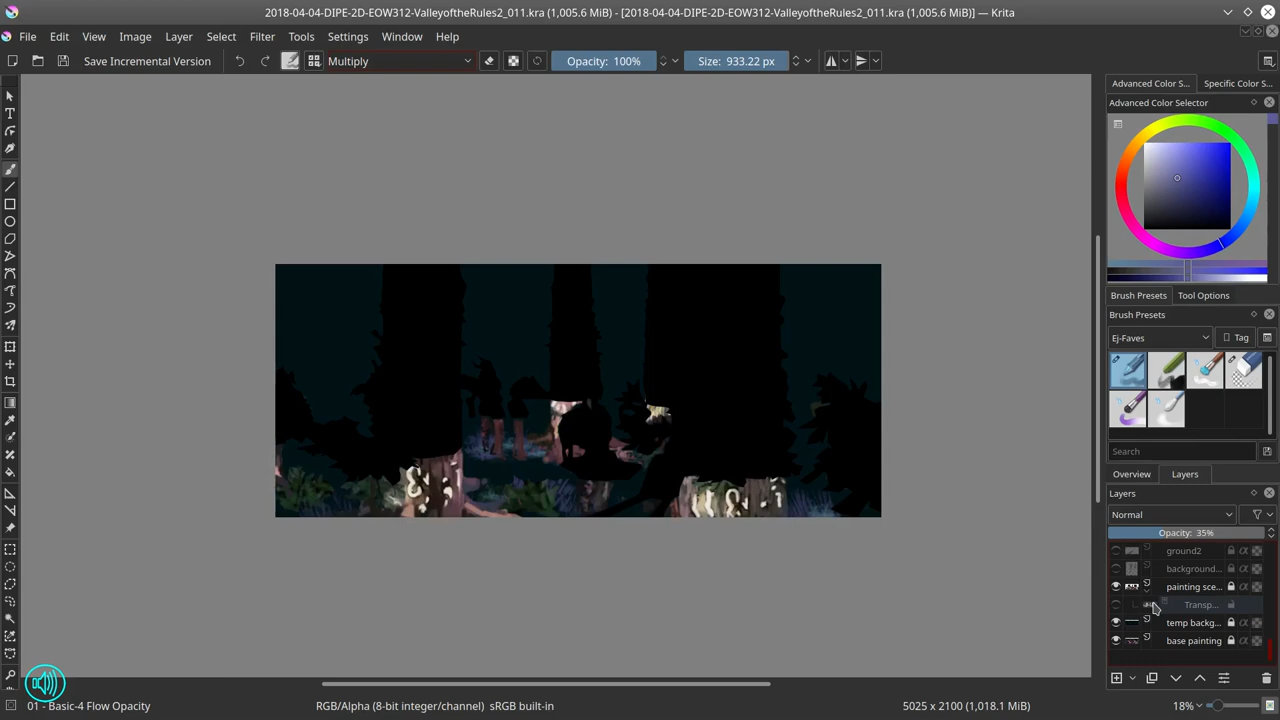 2018-04-04-DIPE-2D-EOW312-ValleyoftheRules2_011.kra (1,005.6 MiB) - [2018-04-04-DIPE-2D-EOW312-ValleyoftheRules2_011.kra (1,005.6 MiB)] — Krita
File Edit View Image Layer Select Filter Tools Settings Window Help
Save Incremental Version Multiply Opacity: 100% Size: 933.22 px
Advanced Color S... Specific Color S...
Advanced Color Selector
Brush Presets Tool Options
Brush Presets
Ej-Faves Tag
Search
Overview Layers
Layers
Normal
Opacity: 35%
ground2
background...
painting sce...
Transp...
temp backg...
base painting
01 - Basic-4 Flow Opacity RGB/Alpha (8-bit integer/channel) sRGB built-in 5025 x 2100 (1,018.1 MiB) 18%